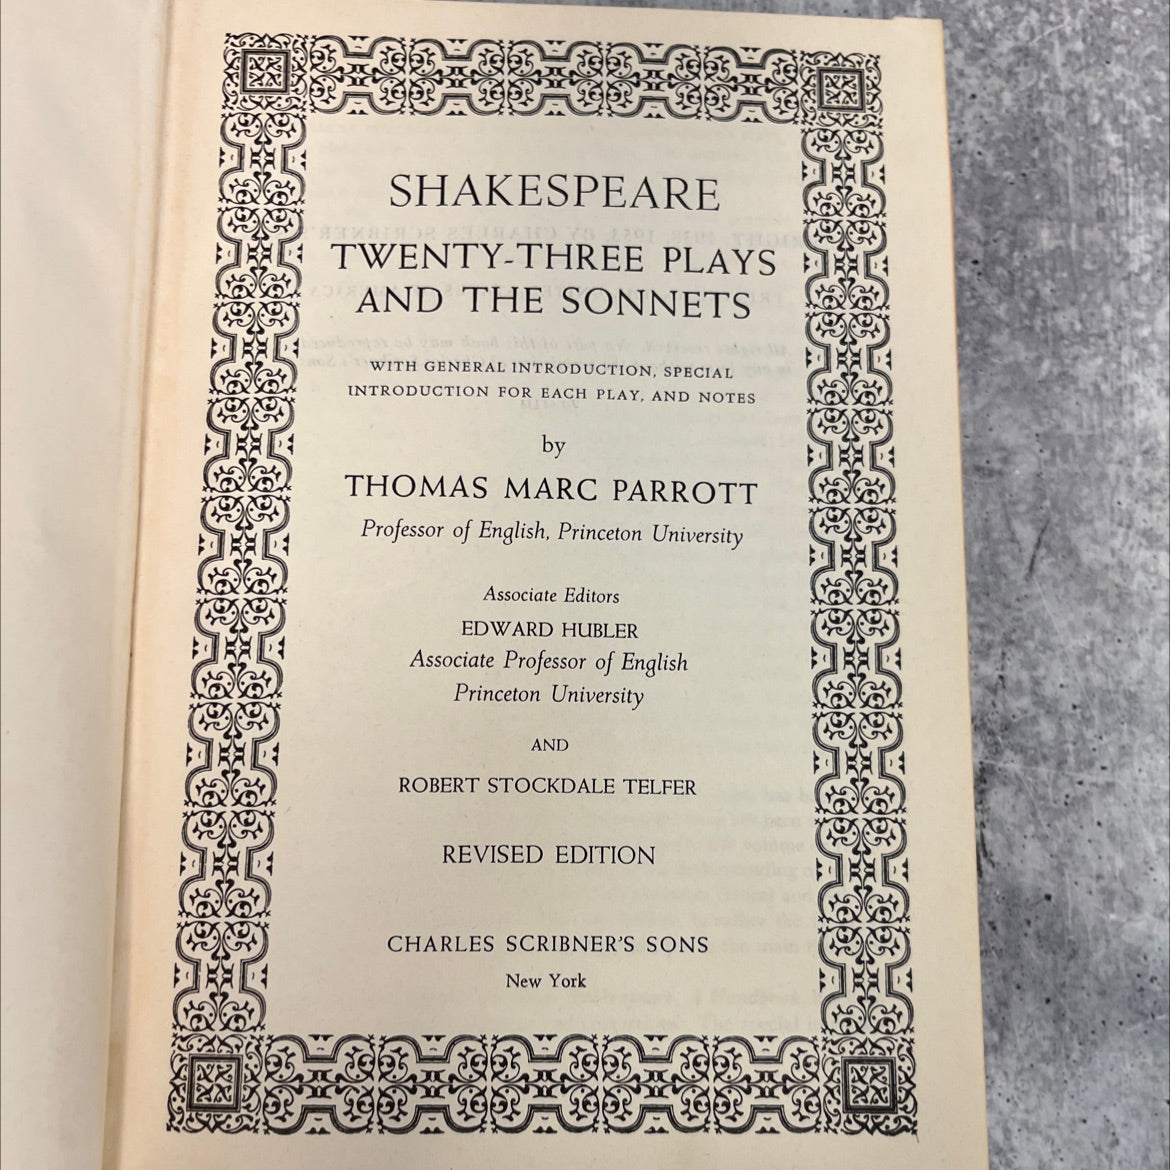 SHAKESPEARE
TWENTY-THREE PLAYS
AND THE SONNETS
WITH GENERAL INTRODUCTION, SPECIAL
INTRODUCTION FOR EACH PLAY, AND NOTES
by
THOMAS MARC PARROTT
Professor of English, Princeton University
Associate Editors
EDWARD HUBLER
Associate Professor of English
Princeton University
AND
ROBERT STOCKDALE TELFER
REVISED EDITION
CHARLES SCRIBNER'S SONS
New York